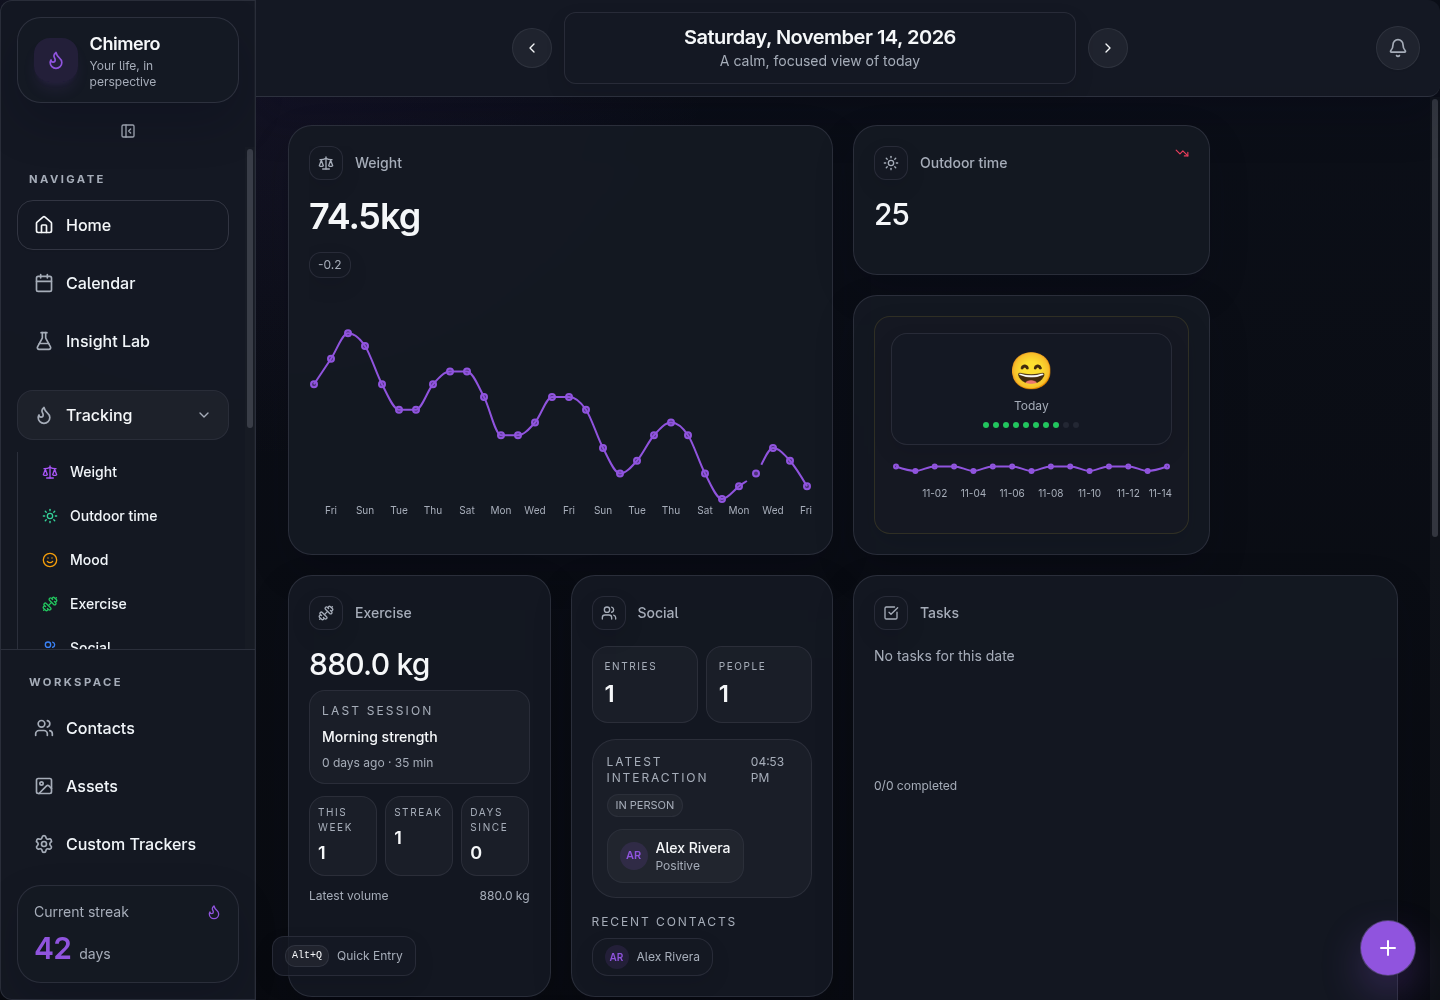 Chimero
Your life, in
perspective
NAVIGATE
Home
Calendar
Insight Lab
Tracking
Weight
Outdoor time
Mood
Exercise
Social
WORKSPACE
Contacts
Assets
Custom Trackers
Current streak
42 days
Saturday, November 14, 2026
A calm, focused view of today
Weight
74.5kg
-0.2
Fri Sun Tue Thu Sat Mon Wed Fri Sun Tue Thu Sat Mon Wed Fri
Outdoor time
25
Today
11-02 11-04 11-06 11-08 11-10 11-12 11-14
Exercise
880.0 kg
LAST SESSION
Morning strength
0 days ago · 35 min
THIS WEEK
1
STREAK
1
DAYS SINCE
0
Latest volume 880.0 kg
Alt+Q Quick Entry
Social
ENTRIES
1
PEOPLE
1
LATEST INTERACTION
04:53 PM
IN PERSON
AR
Alex Rivera
Positive
RECENT CONTACTS
AR Alex Rivera
Tasks
No tasks for this date
0/0 completed